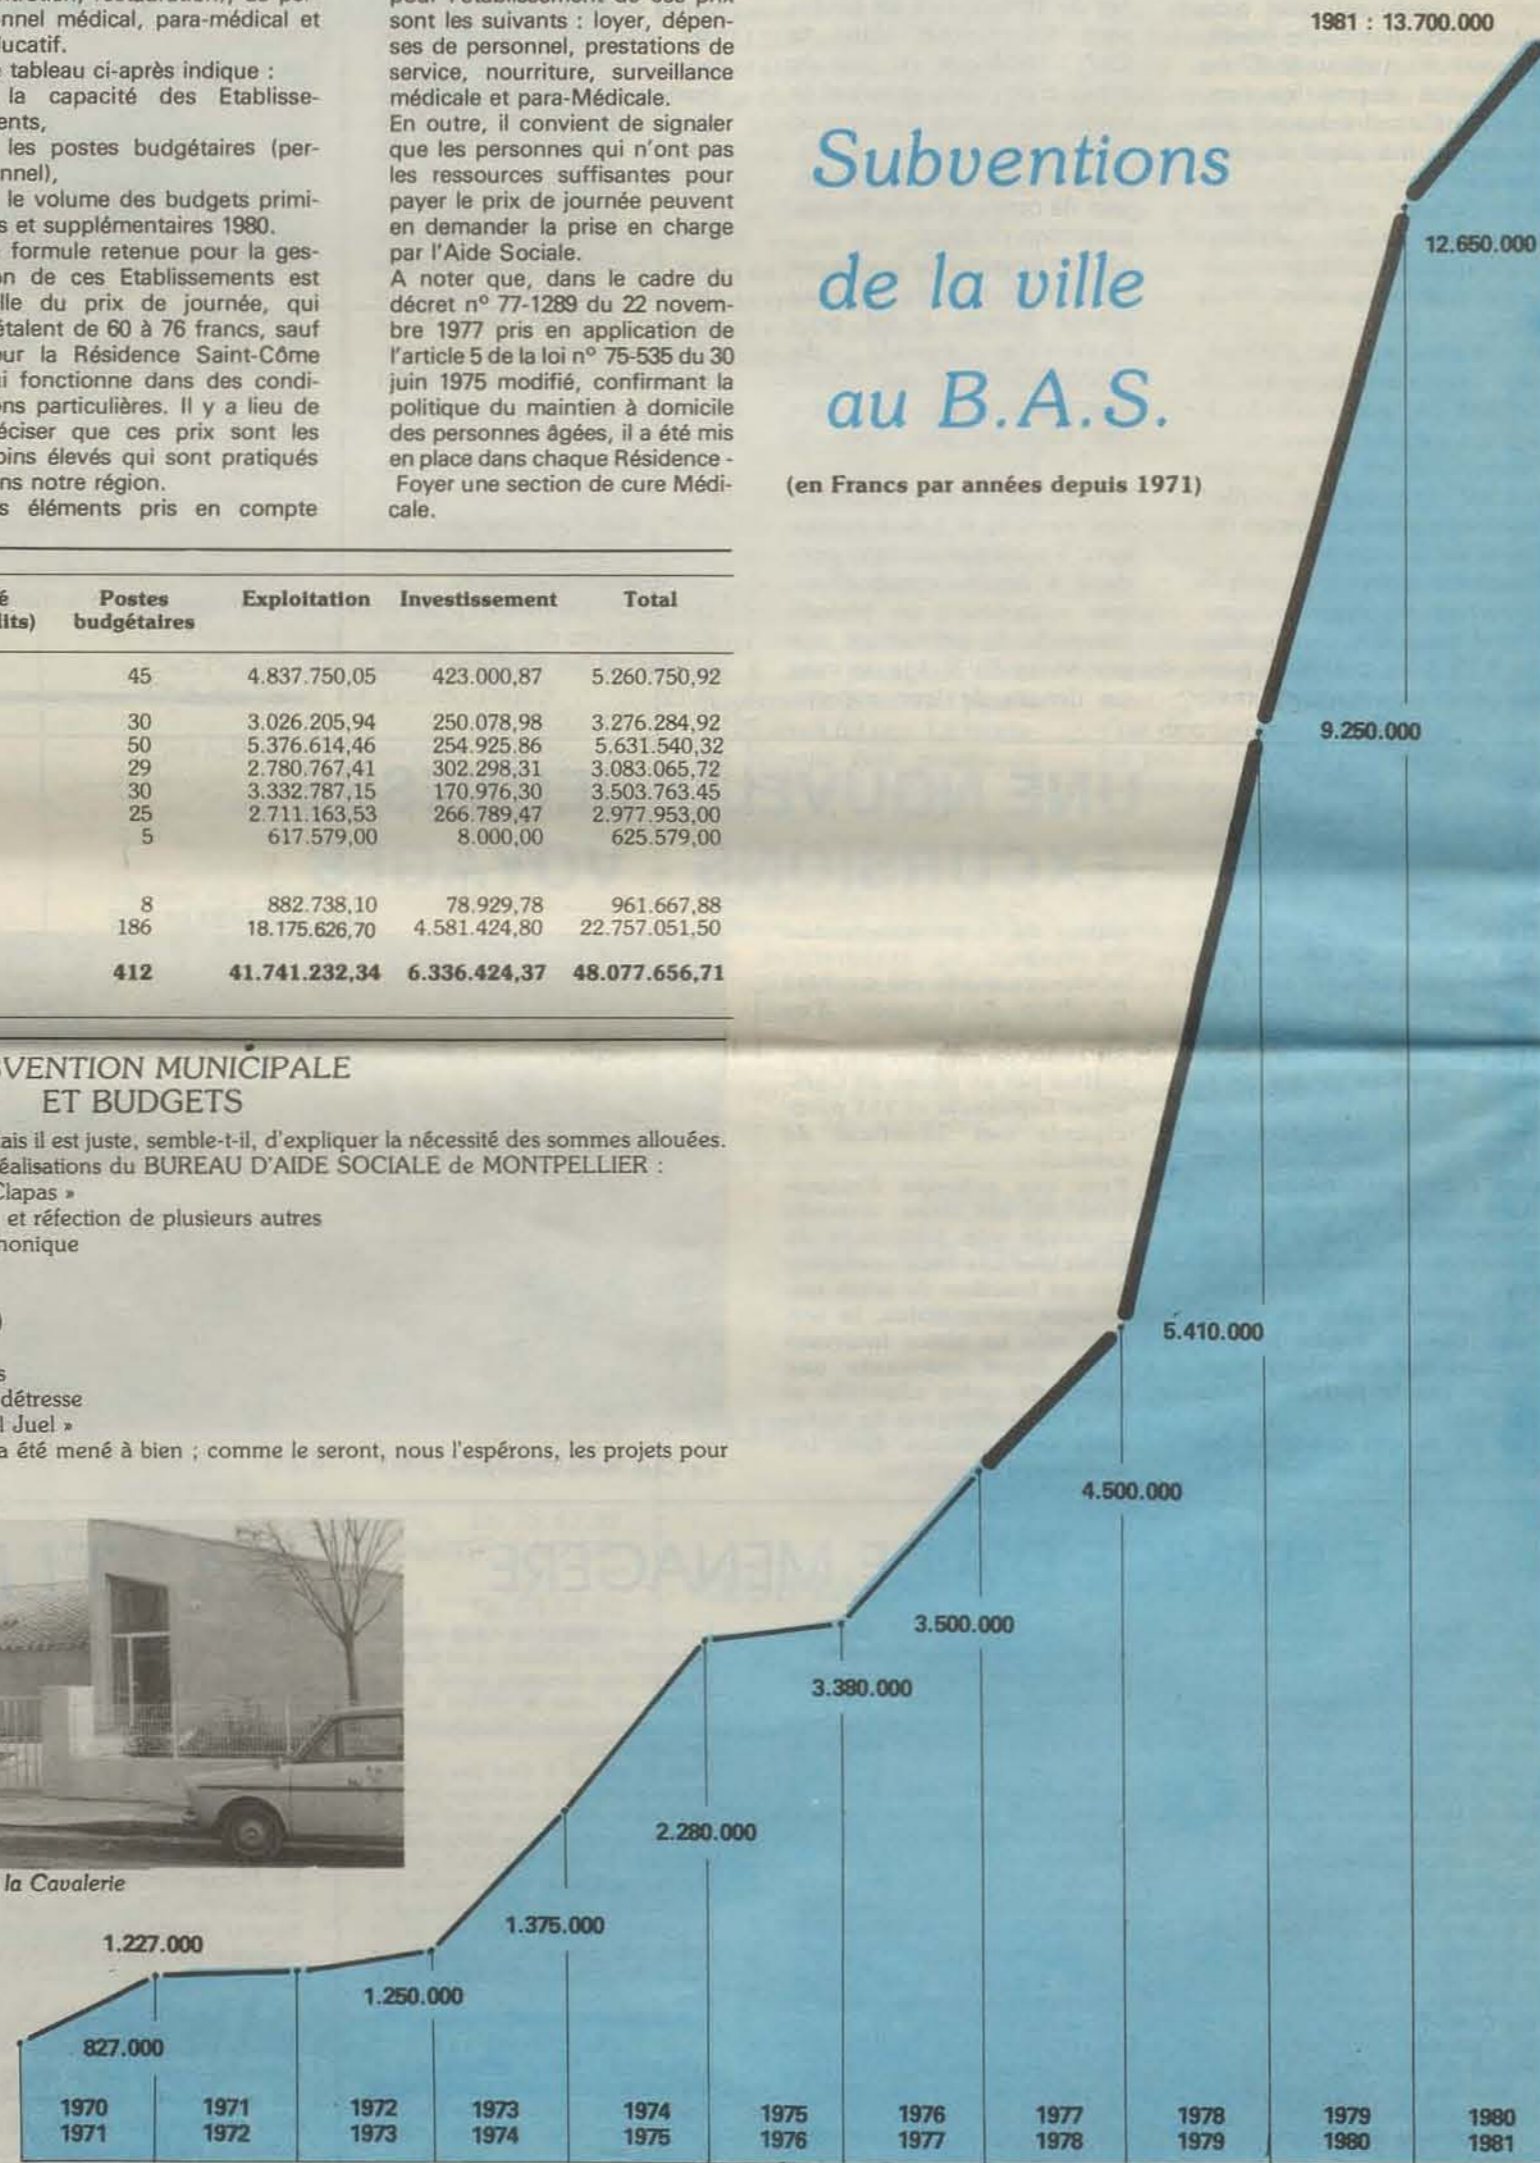 nnel médical, para-médical et
ucatif.
tableau ci-après indique :
la capacité des Etablisse-
ents,
les postes budgétaires (per-
nnel),
le volume des budgets primi-
s et supplémentaires 1980.
formule retenue pour la ges-
on de ces Etablissements est
lle du prix de journée, qui
étalent de 60 à 76 francs, sauf
ur la Résidence Saint-Côme
i fonctionne dans des condi-
ons particulières. Il y a lieu de
éciser que ces prix sont les
oins élevés qui sont pratiqués
ns notre région.
s éléments pris en compte
sont les suivants : loyer, dépen-
ses de personnel, prestations de
service, nourriture, surveillance
médicale et para-Médicale.
En outre, il convient de signaler
que les personnes qui n'ont pas
les ressources suffisantes pour
payer le prix de journée peuvent
en demander la prise en charge
par l'Aide Sociale.
A noter que, dans le cadre du
décret nº 77-1289 du 22 novem-
bre 1977 pris en application de
l'article 5 de la loi nº 75-535 du 30
juin 1975 modifié, confirmant la
politique du maintien à domicile
des personnes âgées, il a été mis
en place dans chaque Résidence -
Foyer une section de cure Médi-
cale.
é Postes Exploitation Investissement Total
lits) budgétaires
45 4.837.750,05 423.000,87 5.260.750,92
30 3.026.205,94 250.078,98 3.276.284,92
50 5.376.614,46 254.925.86 5.631.540,32
29 2.780.767,41 302.298,31 3.083.065,72
30 3.332.787,15 170.976,30 3.503.763.45
25 2.711.163,53 266.789,47 2.977.953,00
5 617.579,00 8.000,00 625.579,00
8 882.738,10 78.929,78 961.667,88
186 18.175.626,70 4.581.424,80 22.757.051,50
412 41.741.232,34 6.336.424,37 48.077.656,71
VENTION MUNICIPALE
ET BUDGETS
ais il est juste, semble-t-il, d'expliquer la nécessité des sommes allouées.
éalisations du BUREAU D'AIDE SOCIALE de MONTPELLIER :
Clapas »
et réfection de plusieurs autres
honique
)
s
détresse
l Juel »
a été mené à bien ; comme le seront, nous l'espérons, les projets pour
la Cavalerie
Subventions
de la ville
au B.A.S.
(en Francs par années depuis 1971)
1981 : 13.700.000
12.650.000
9.250.000
5.410.000
4.500.000
3.500.000
3.380.000
2.280.000
1.375.000
1.227.000
1.250.000
827.000
1970 1971 1972 1973 1974 1975 1976 1977 1978 1979 1980
1971 1972 1973 1974 1975 1976 1977 1978 1979 1980 1981